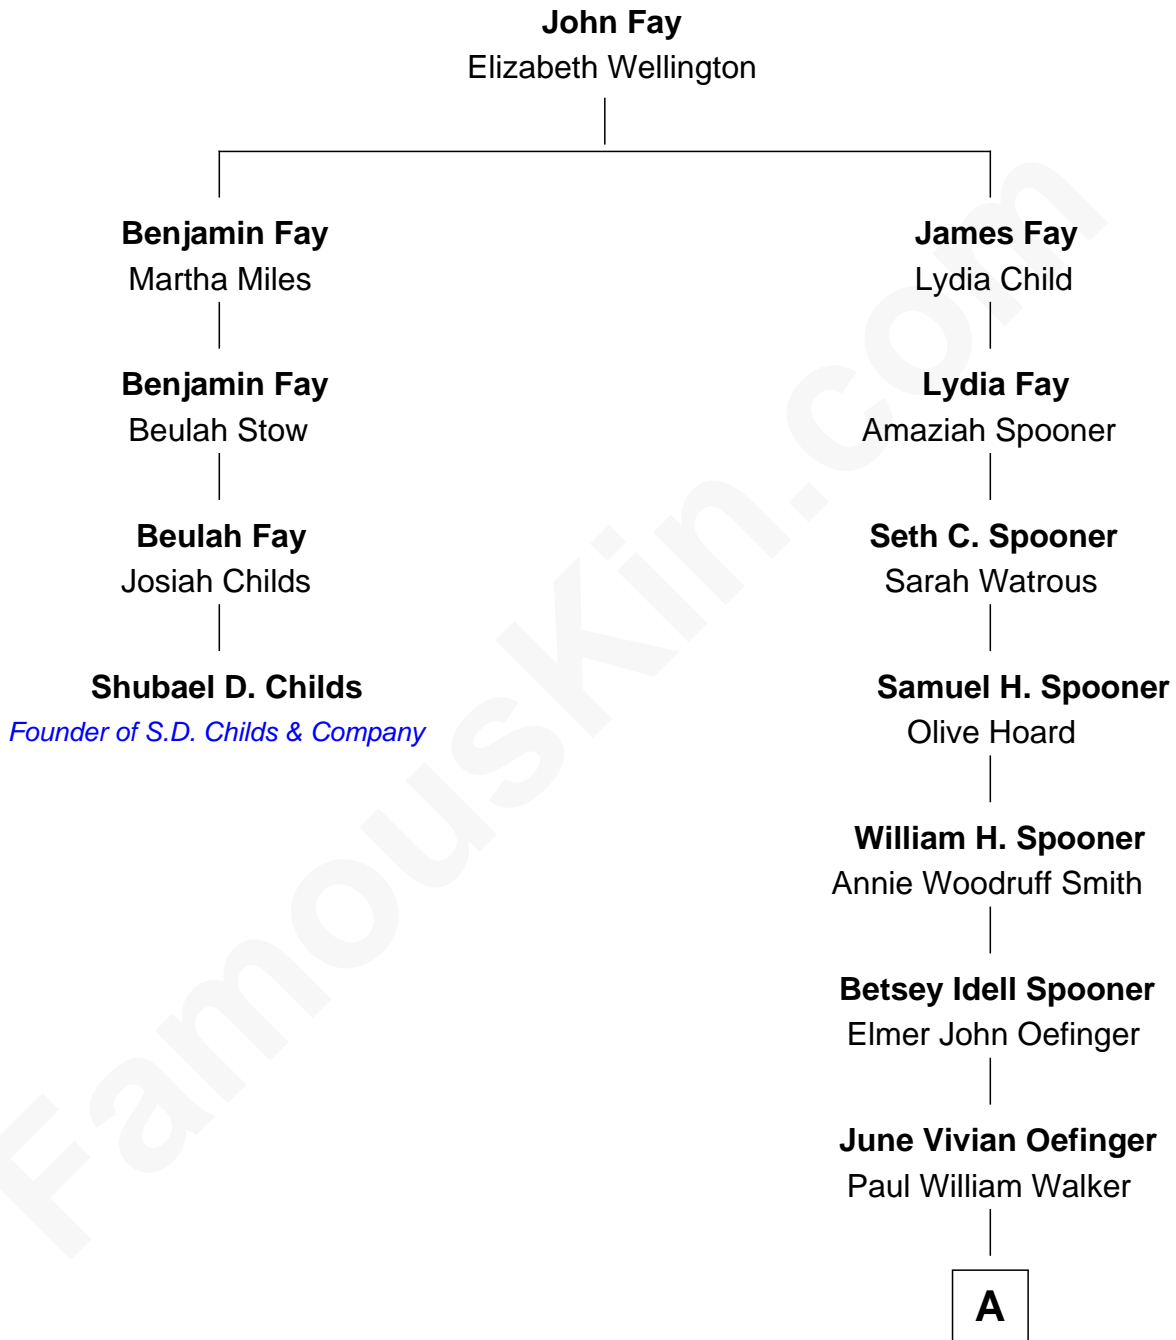 John Fay
Elizabeth Wellington
Benjamin Fay
Martha Miles
Benjamin Fay
Beulah Stow
Beulah Fay
Josiah Childs
Shubael D. Childs
Founder of S.D. Childs & Company
James Fay
Lydia Child
Lydia Fay
Amaziah Spooner
Seth C. Spooner
Sarah Watrous
Samuel H. Spooner
Olive Hoard
William H. Spooner
Annie Woodruff Smith
Betsey Idell Spooner
Elmer John Oefinger
June Vivian Oefinger
Paul William Walker
A
FamousKin.com